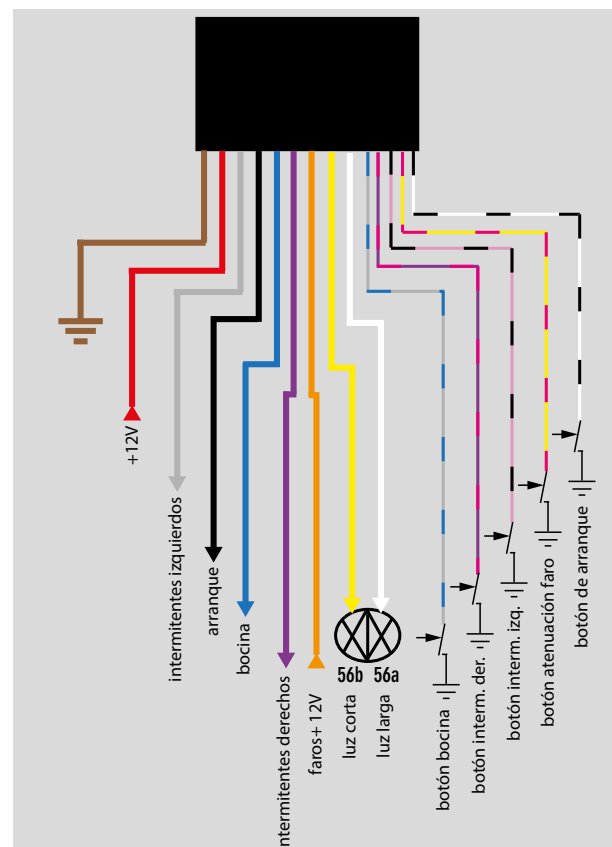 +12V
intermitentes izquierdos
arranque
bocina
ntermitentes derechos
faros+ 12V
56b
56a
luz corta
luz larga
botón bocina
botón interm. der.
botón interm. izq.
botón atenuación faro
botón de arranque